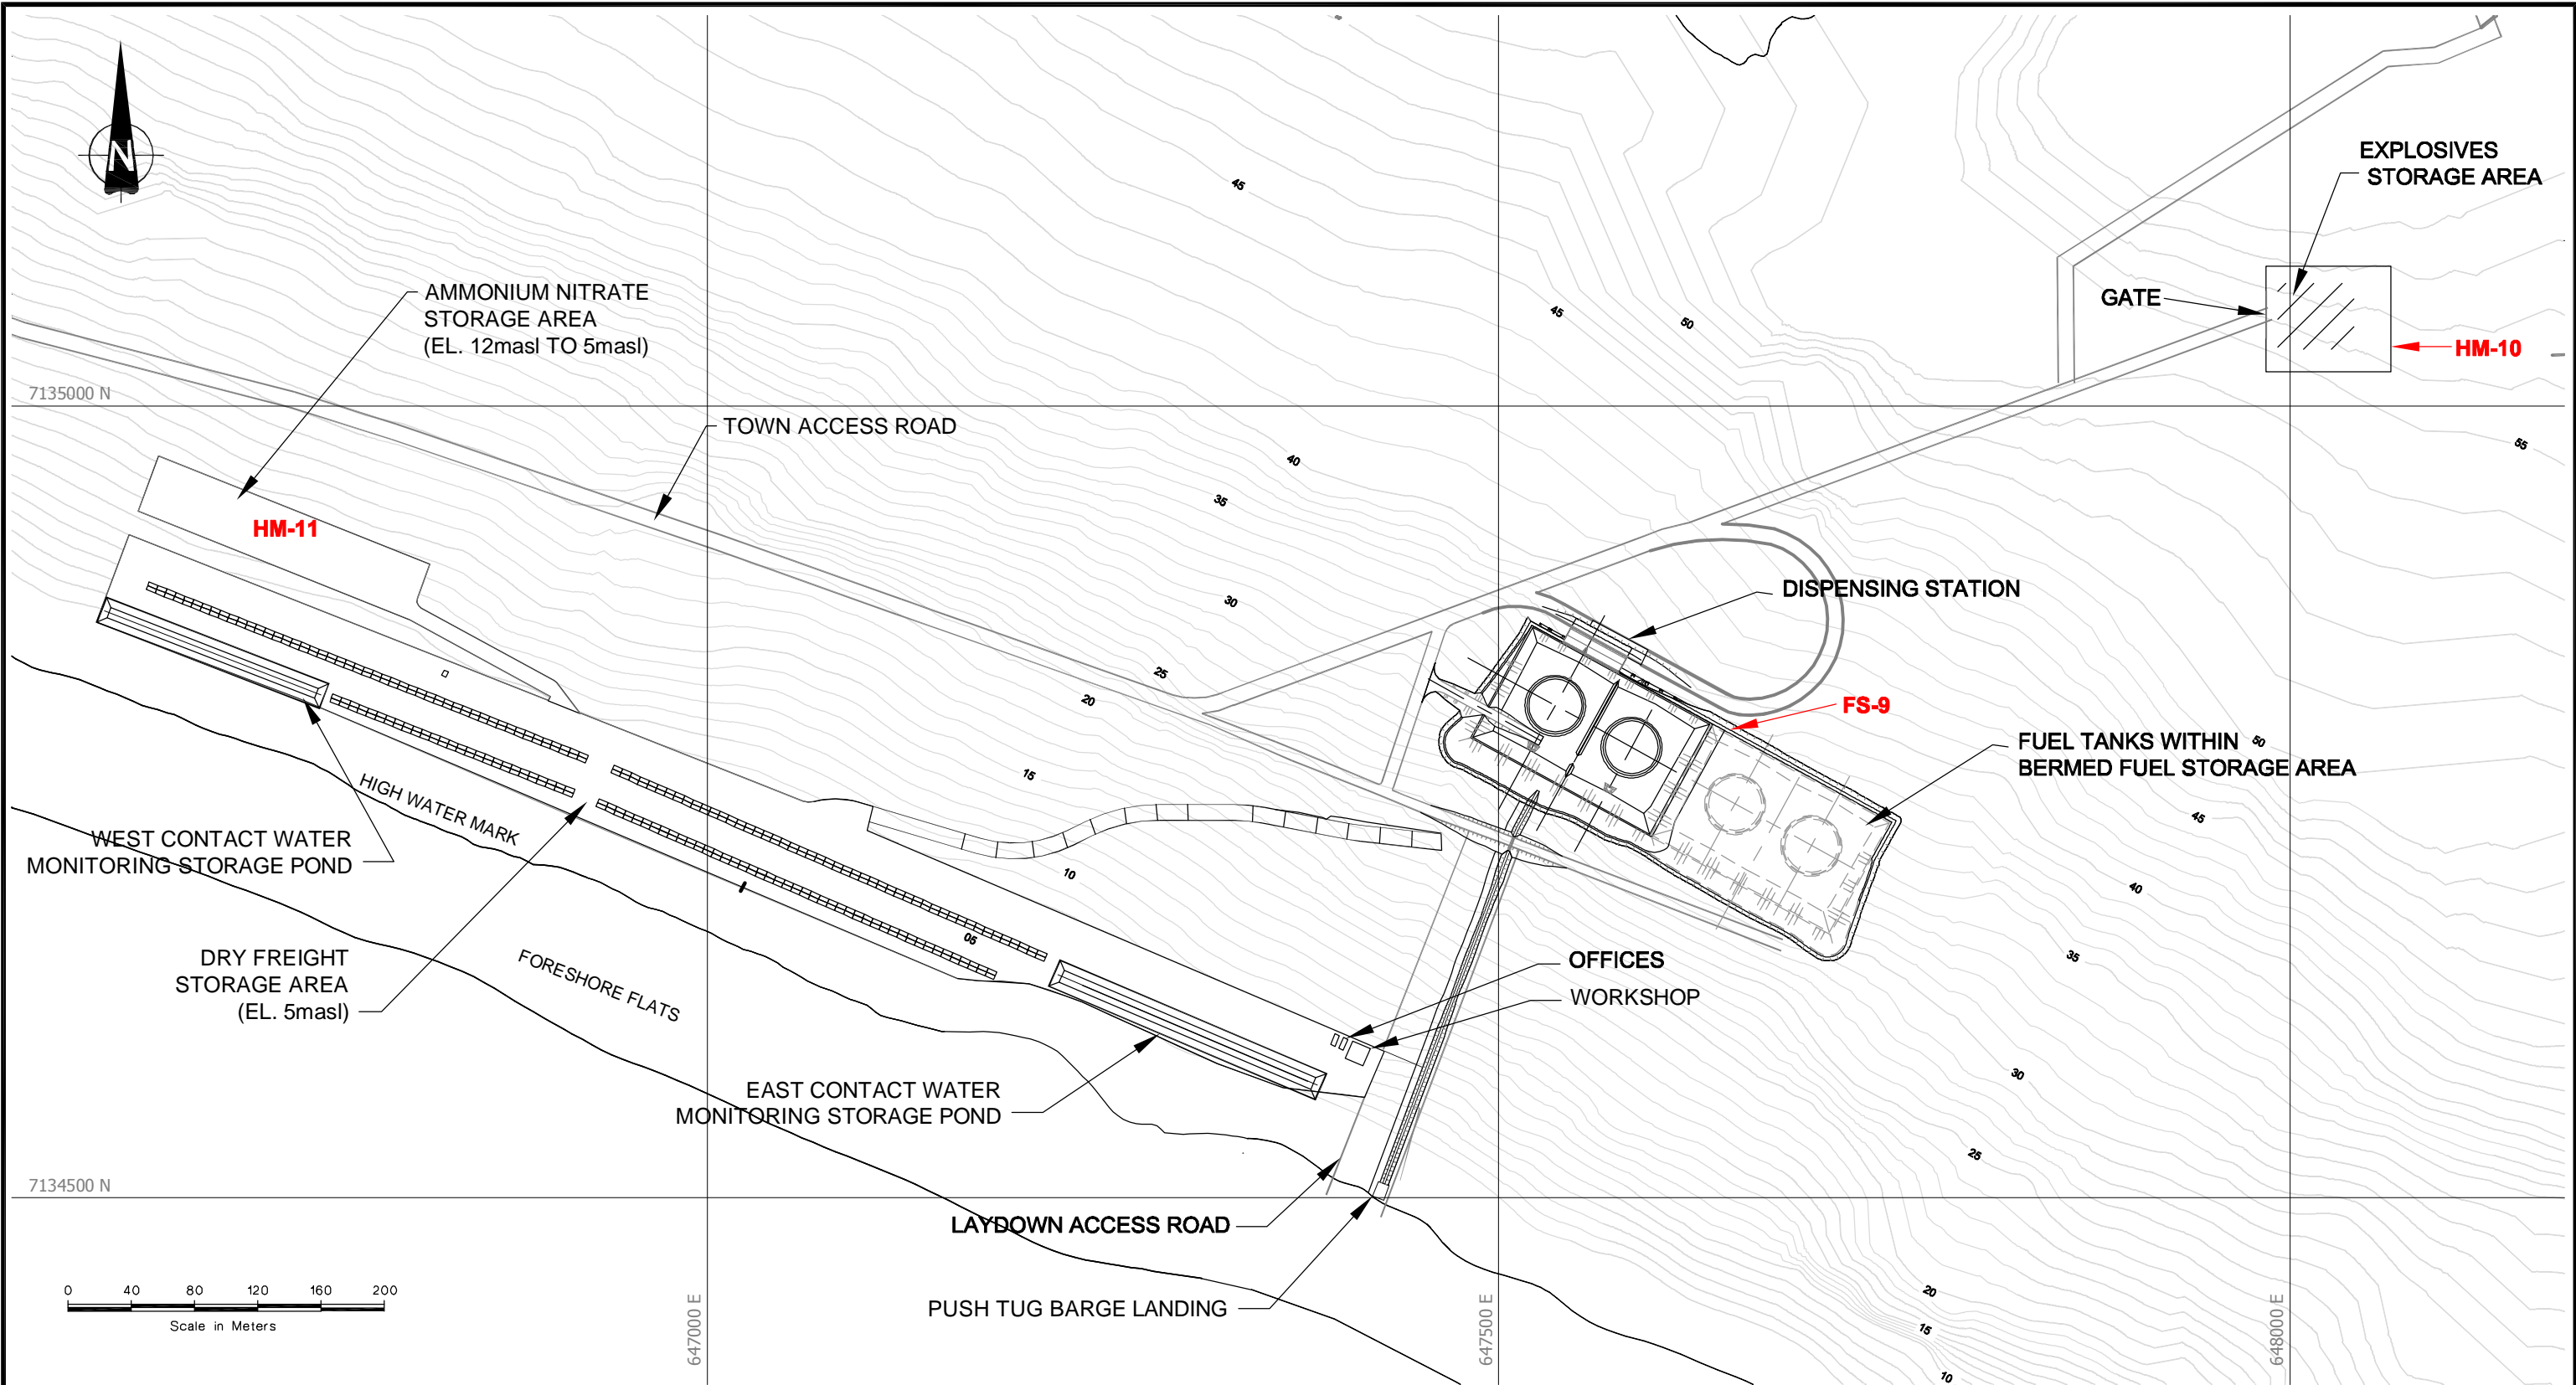 N
EXPLOSIVES
STORAGE AREA
45
AMMONIUM NITRATE
STORAGE AREA
(EL. 12masl TO 5masl)
GATE
45
50
HM-10
7135000 N
TOWN ACCESS ROAD
55
40
35
HM-11
DISPENSING STATION
30
25
20
FS-9
FUEL TANKS WITHIN
BERMED FUEL STORAGE AREA
50
15
HIGH WATER MARK
45
WEST CONTACT WATER
MONITORING STORAGE POND
10
40
05
35
DRY FREIGHT
STORAGE AREA
(EL. 5masl)
FORESHORE FLATS
OFFICES
WORKSHOP
30
EAST CONTACT WATER
MONITORING STORAGE POND
25
7134500 N
LAYDOWN ACCESS ROAD
PUSH TUG BARGE LANDING
20
15
10
0 40 80 120 160 200
Scale in Meters
647000 E
647500 E
648000 E